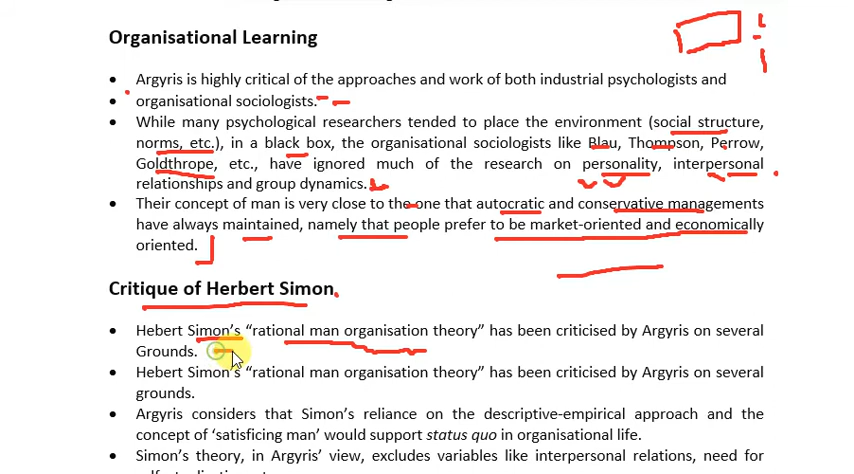 Organisational Learning
• Argyris is highly critical of the approaches and work of both industrial psychologists and
• organisational sociologists.
• While many psychological researchers tended to place the environment (social structure,
norms, etc.), in a black box, the organisational sociologists like Blau, Thompson, Perrow,
Goldthrope, etc., have ignored much of the research on personality, interpersonal
relationships and group dynamics.
• Their concept of man is very close to the one that autocratic and conservative managements
have always maintained, namely that people prefer to be market-oriented and economically
oriented.
Critique of Herbert Simon
• Hebert Simon's “rational man organisation theory” has been criticised by Argyris on several
Grounds.
• Hebert Simon's “rational man organisation theory” has been criticised by Argyris on several
grounds.
• Argyris considers that Simon's reliance on the descriptive-empirical approach and the
concept of ‘satisficing man’ would support status quo in organisational life.
• Simon's theory, in Argyris’ view, excludes variables like interpersonal relations, need for